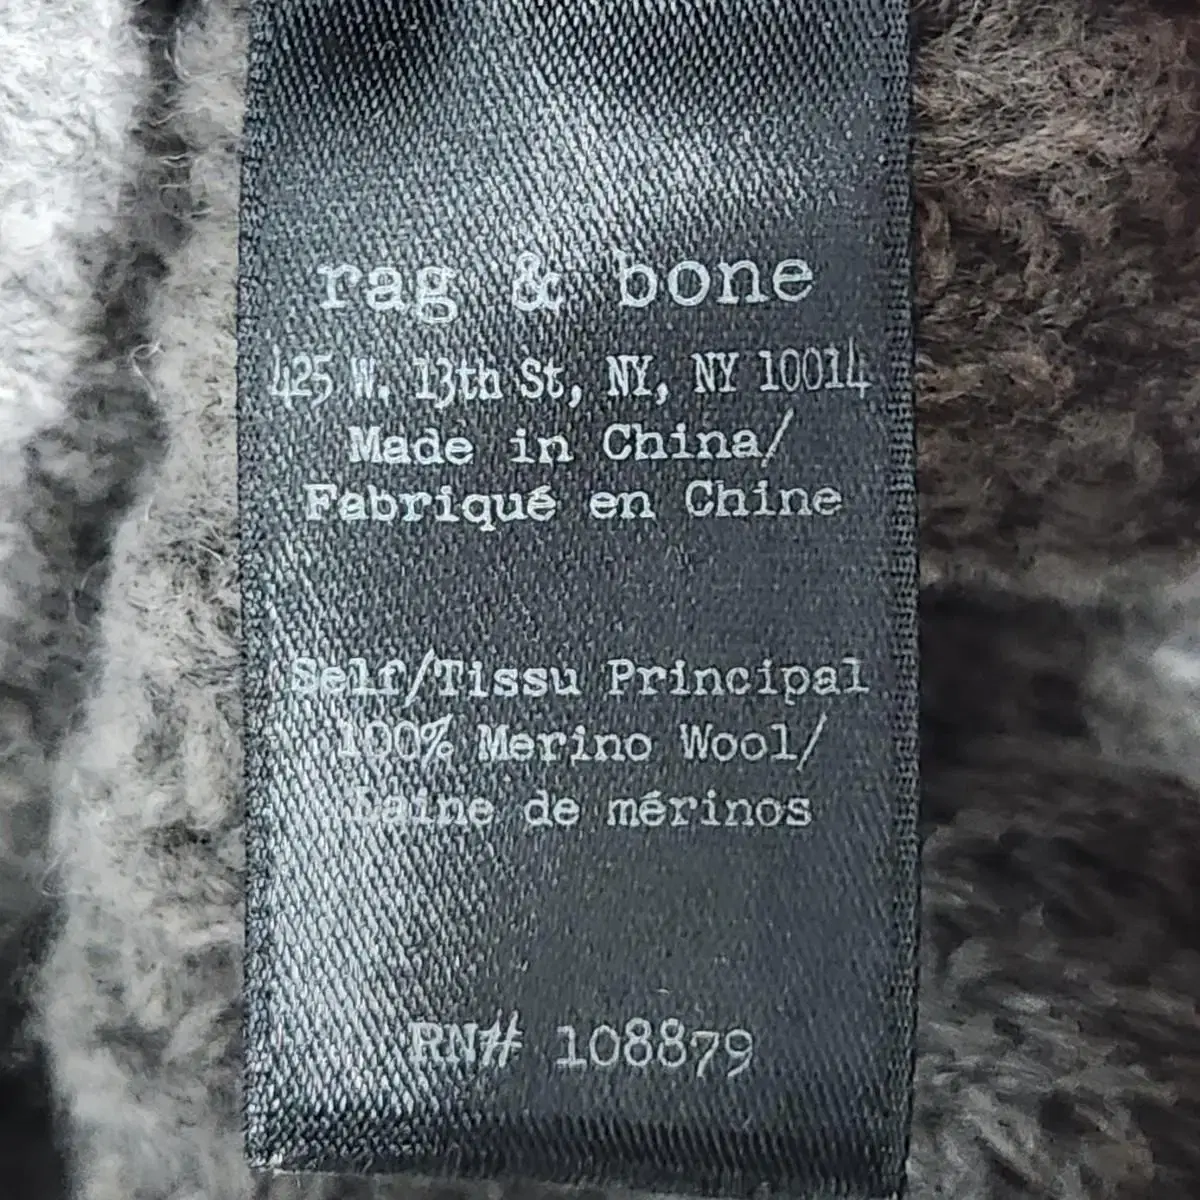 rag & bone
425 W. 13th St, NY, NY 10014
Made in China/
Fabriqué en Chine
Self/Tissu Principal
100% Merino Wool/
Laine de mérinos
RN# 108879